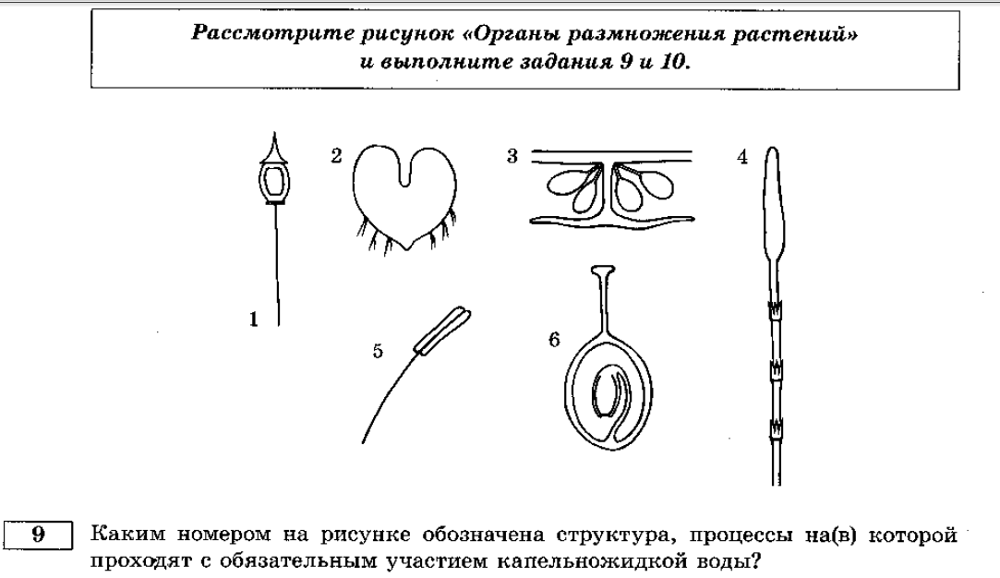 Рассмотрите рисунок «Органы размножения растений»
и выполните задания 9 и 10.
1
2
3
4
5
6
9
Каким номером на рисунке обозначена структура, процессы на(в) которой
проходят с обязательным участием капельножидкой воды?